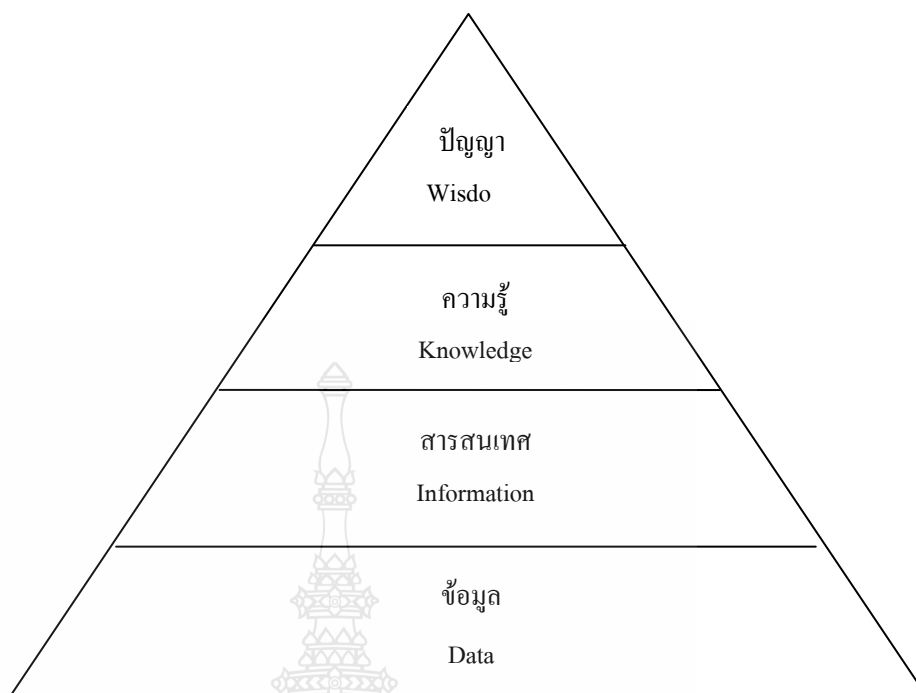 ปัญญา
Wisdo
ความรู้
Knowledge
สารสนเทศ
Information
ข้อมูล
Data